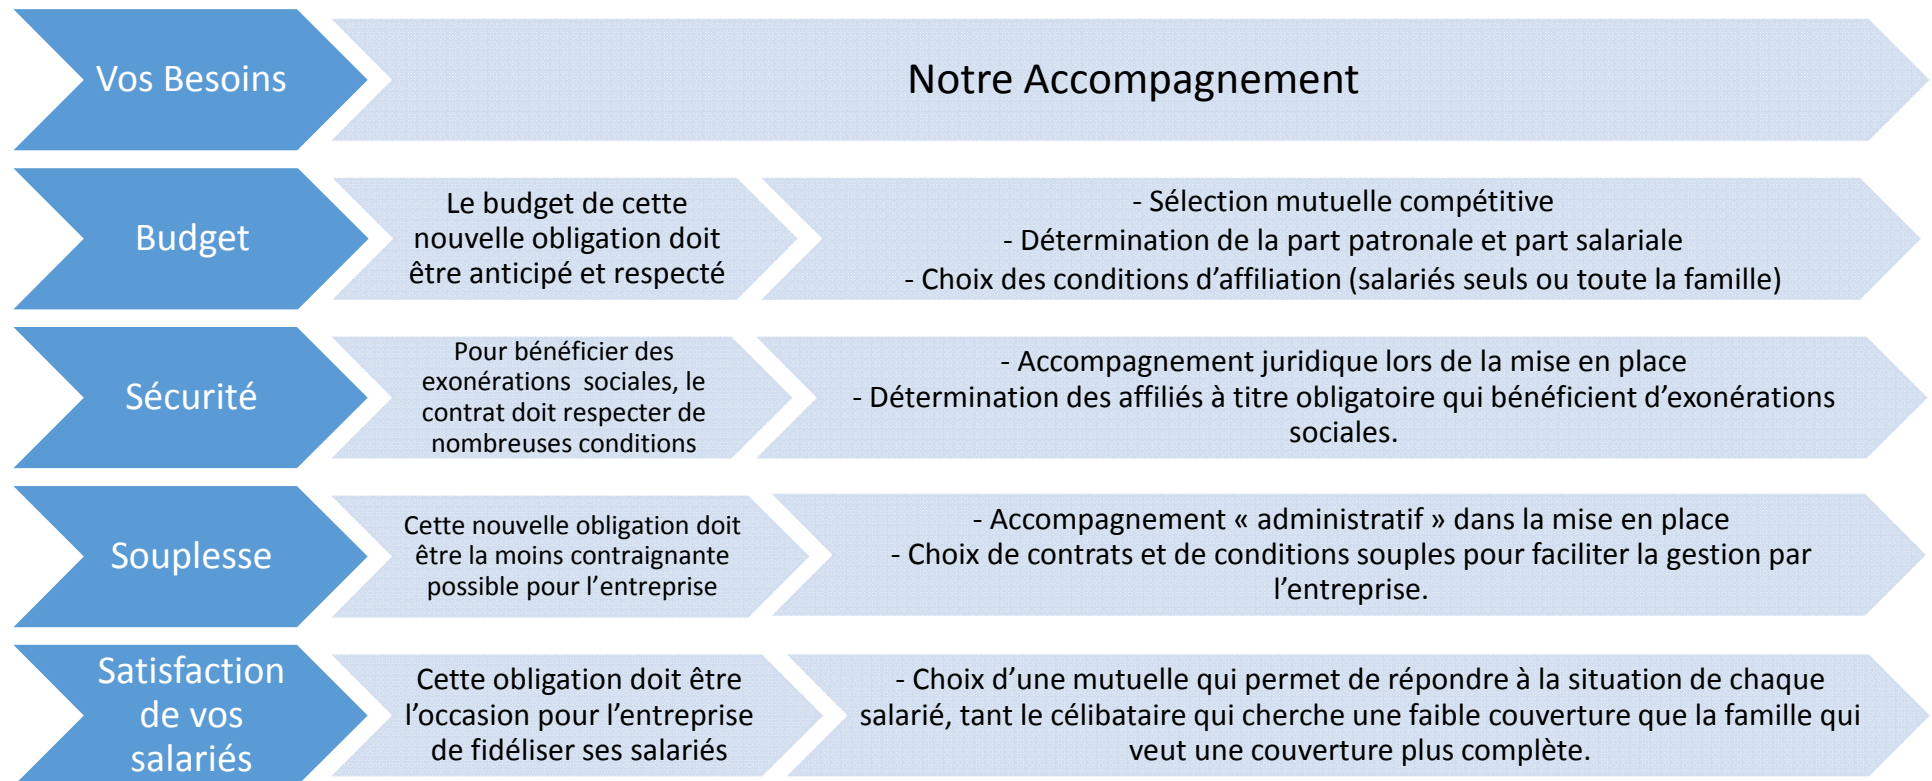 Vos Besoins
Notre Accompagnement
Budget
Le budget de cette
nouvelle obligation doit
être anticipé et respecté
- Sélection mutuelle compétitive
- Détermination de la part patronale et part salariale
- Choix des conditions d’affiliation (salariés seuls ou toute la famille)
Sécurité
Pour bénéficier des
exonérations sociales, le
contrat doit respecter de
nombreuses conditions
- Accompagnement juridique lors de la mise en place
- Détermination des affiliés à titre obligatoire qui bénéficient d’exonérations
sociales.
Souplesse
Cette nouvelle obligation doit
être la moins contraignante
possible pour l’entreprise
- Accompagnement « administratif » dans la mise en place
- Choix de contrats et de conditions souples pour faciliter la gestion par
l’entreprise.
Satisfaction
de vos
salariés
Cette obligation doit être
l’occasion pour l’entreprise
de fidéliser ses salariés
- Choix d’une mutuelle qui permet de répondre à la situation de chaque
salarié, tant le célibataire qui cherche une faible couverture que la famille qui
veut une couverture plus complète.